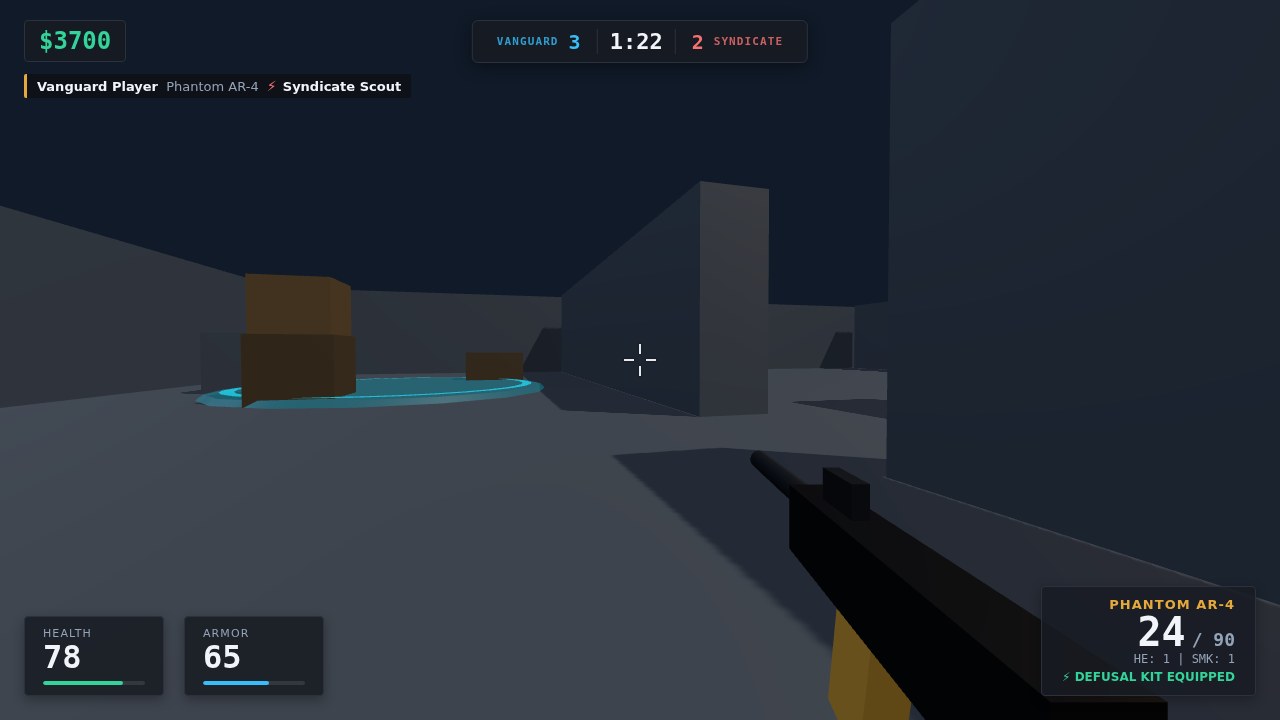 $3700
VANGUARD 3 1:22 2 SYNDICATE
Vanguard Player Phantom AR-4 ⚡ Syndicate Scout
HEALTH
78
ARMOR
65
PHANTOM AR-4
24 / 90
HE: 1 | SMK: 1
⚡ DEFUSAL KIT EQUIPPED